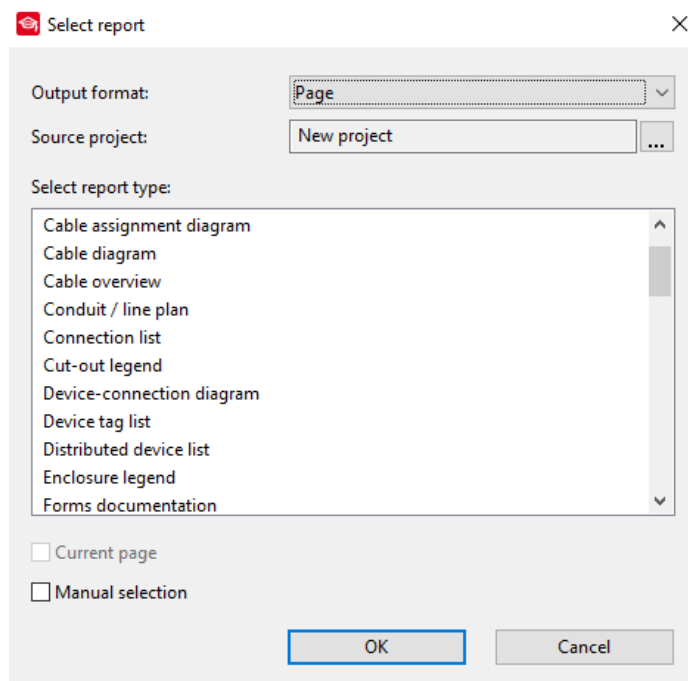 Select report
Output format: Page
Source project: New project ...
Select report type:
Cable assignment diagram
Cable diagram
Cable overview
Conduit / line plan
Connection list
Cut-out legend
Device-connection diagram
Device tag list
Distributed device list
Enclosure legend
Forms documentation
Current page
Manual selection
OK Cancel